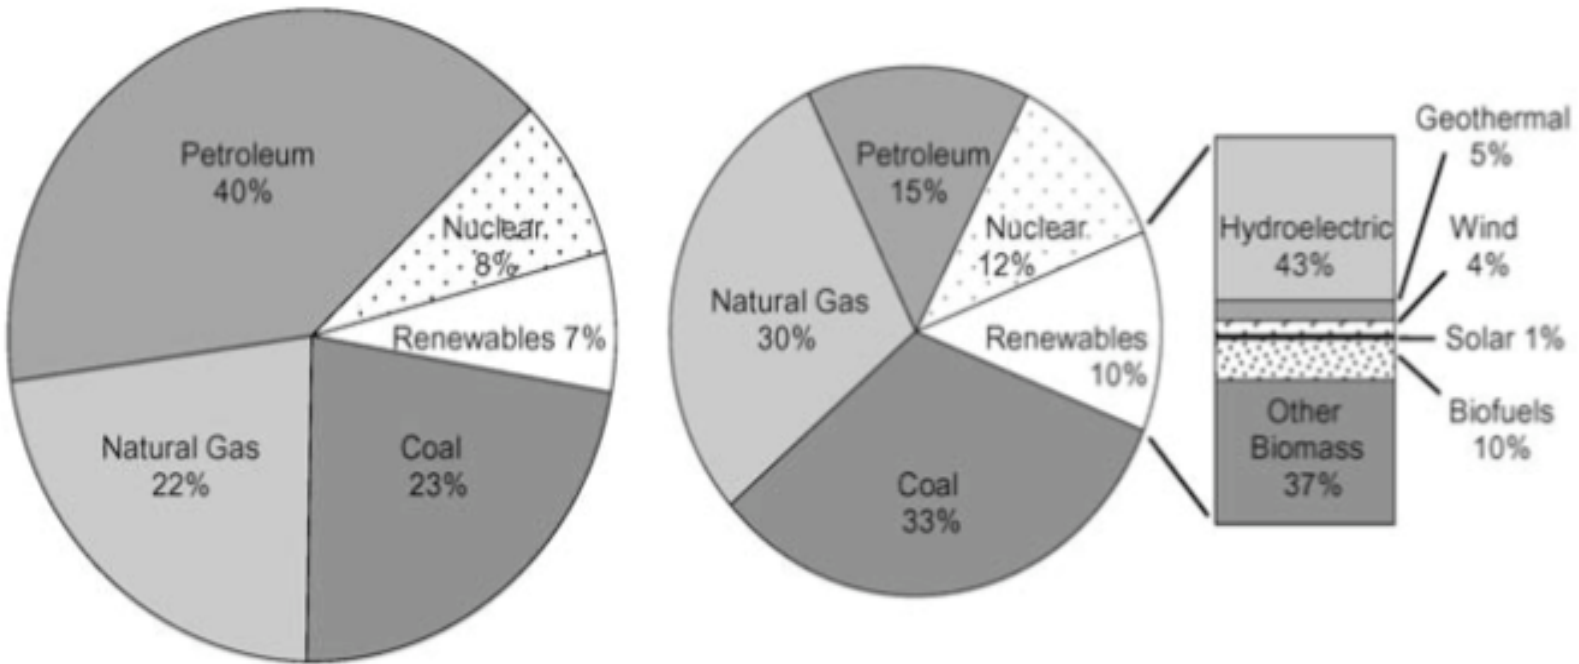 Petroleum
40%
Nuclear
8%
Renewables 7%
Natural Gas
22%
Coal
23%
Petroleum
15%
Nuclear
12%
Natural Gas
30%
Renewables
10%
Coal
33%
Hydroelectric
43%
Other
Biomass
37%
Geothermal
5%
Wind
4%
Solar 1%
Biofuels
10%